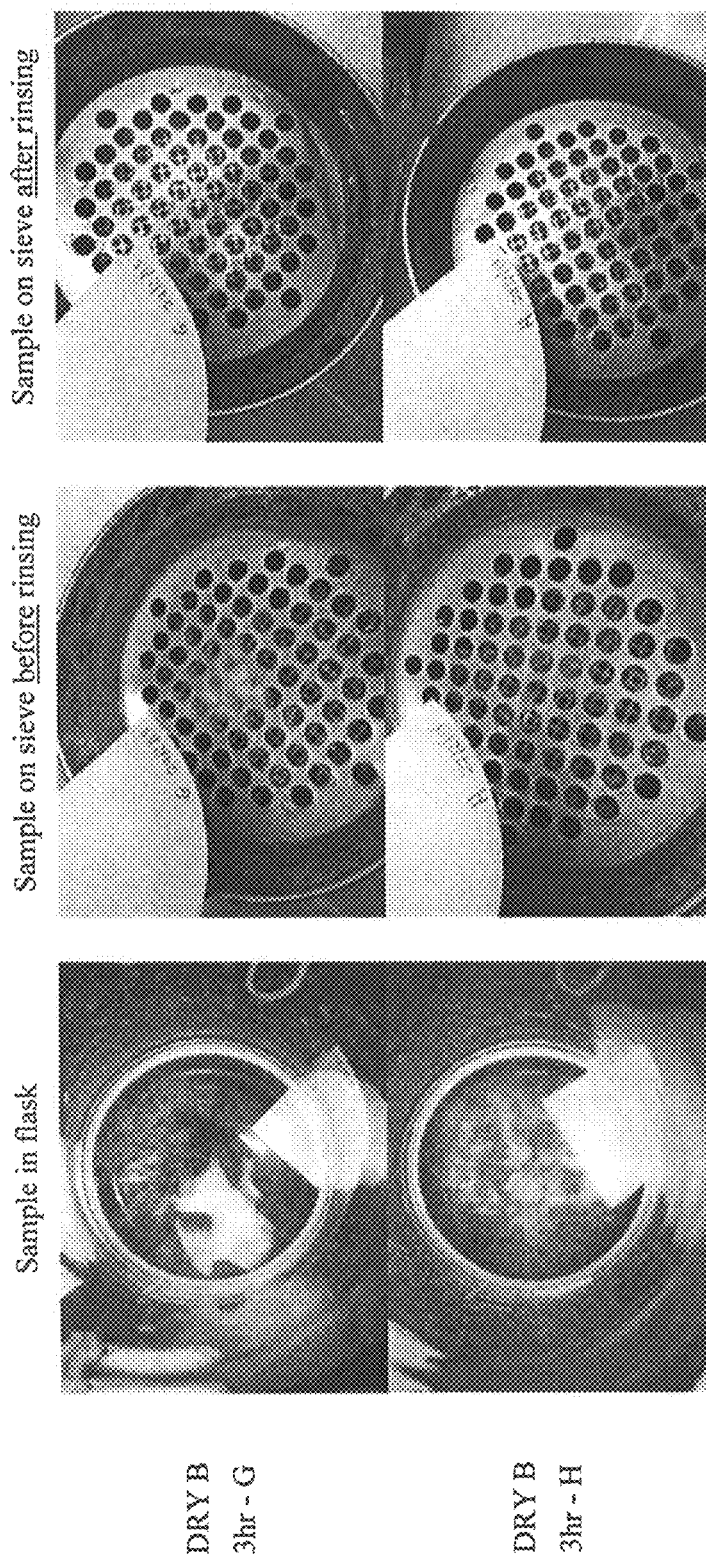 Sample in flask
Sample on sieve before rinsing
Sample on sieve after rinsing
DRY B
3hr - G
DRY B
3hr - H